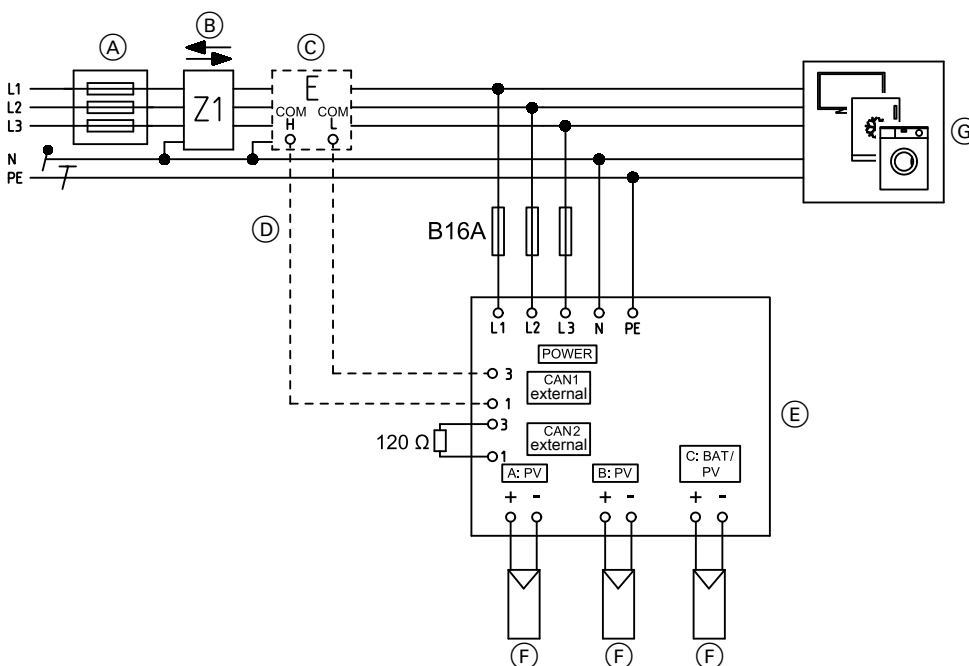 A
B
C
L1
L2
L3
N
PE
Z1
E
COM COM
H L
G
D
B16A
L1 L2 L3 N PE
POWER
3
CAN1
external
1
3
CAN2
external
1
120 Ω
E
A: PV
B: PV
C: BAT/
PV
+ - + - + -
F F F